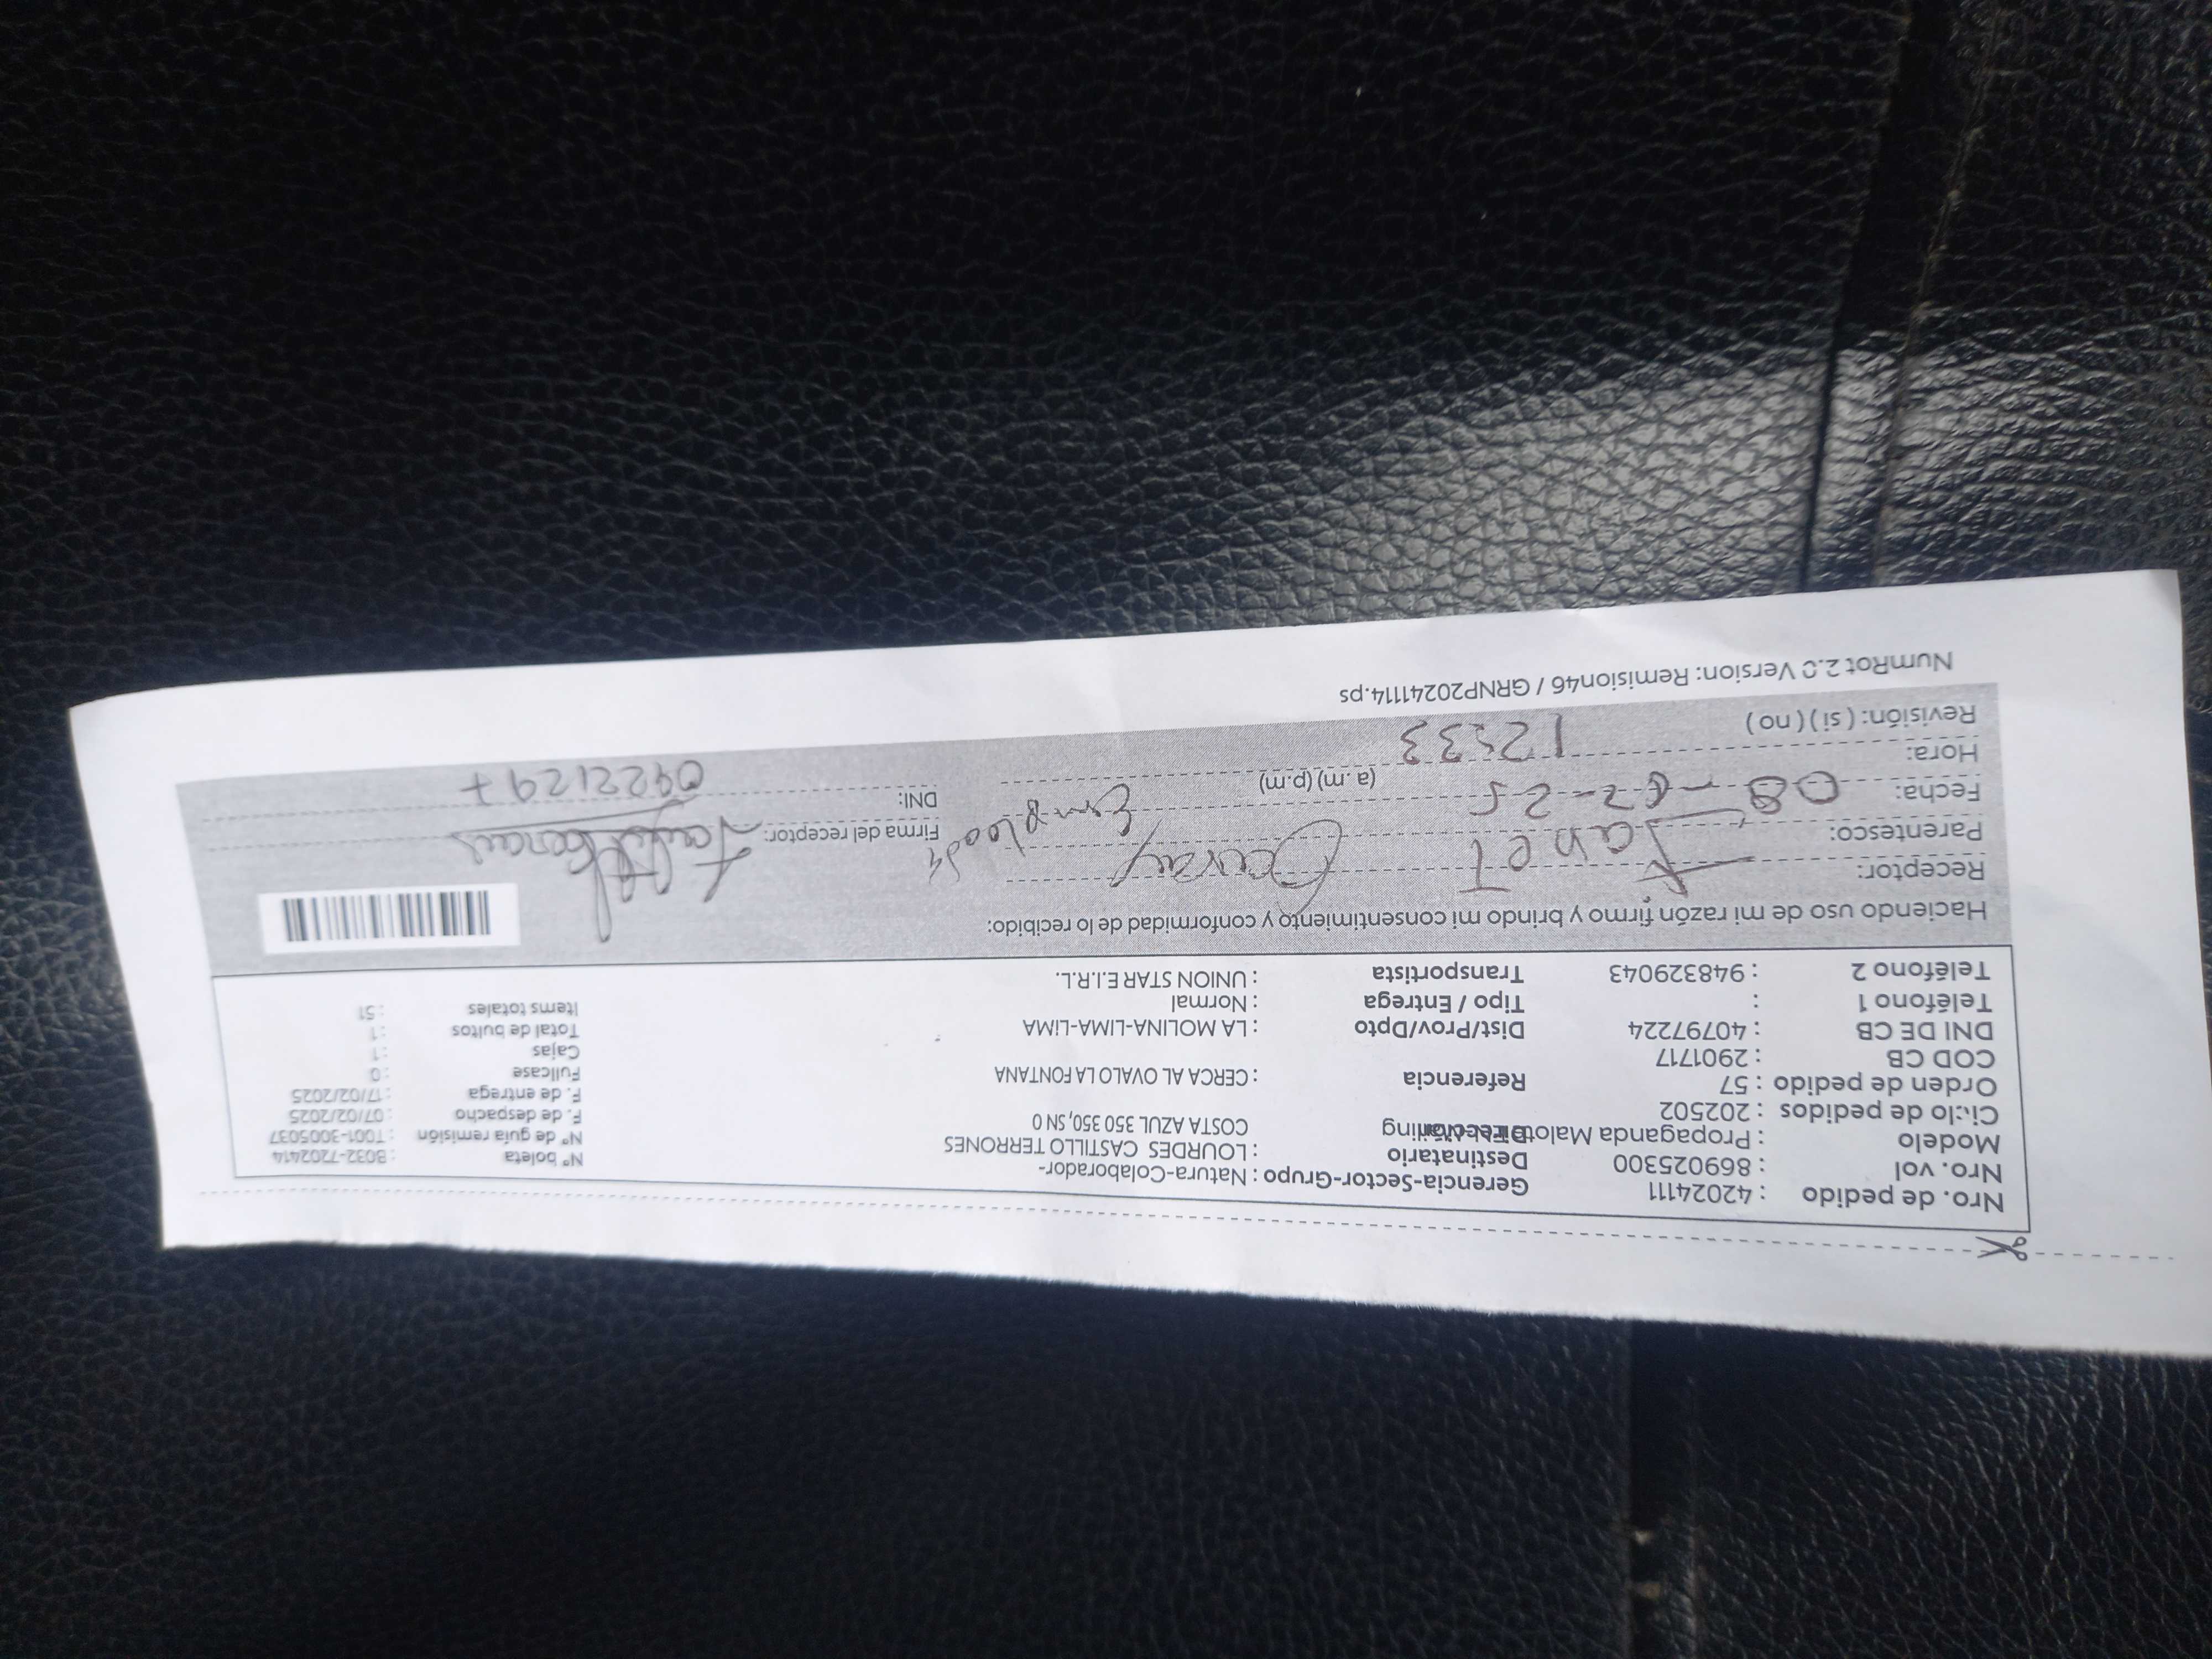 Nro. de pedido : 42024111 Gerencia-Sector-Grupo : Natura-Colaborador- Nº boleta : B032-7202414
Nro. vol : 869025300 Destinatario : LOURDES CASTILLO TERRONES Nº de guía remisión : T001-3005037
Modelo : Propaganda Dirección COSTA AZUL 350 350, SN 0 F. de despacho : 07/02/2025
Ciclo de pedidos : 202502 F. de entrega : 17/02/2025
Orden de pedido : 57 Referencia : CERCA AL OVALO LA FONTANA Fullcase : 0
COD CB : 2901717 Cajas : 1
DNI DE CB : 40797224 Dist/Prov/Dpto : LA MOLINA-LIMA-LiMA Total de bultos : 1
Teléfono 1 : Tipo / Entrega : Normal Items totales : 51
Teléfono 2 : 948329043 Transportista : UNION STAR E.I.R.L.
Haciendo uso de mi razón firmo y brindo mi consentimiento y conformidad de lo recibido:
Receptor: Janet Garay
Parentesco: Empleada Firma del receptor:
Fecha: 08-02-25 DNI:
Hora: 12:33 (a.m) (p.m)
Revisión: ( si ) ( no )
NumRot 2.0 Version: Remision46 / GRNP20241114.ps